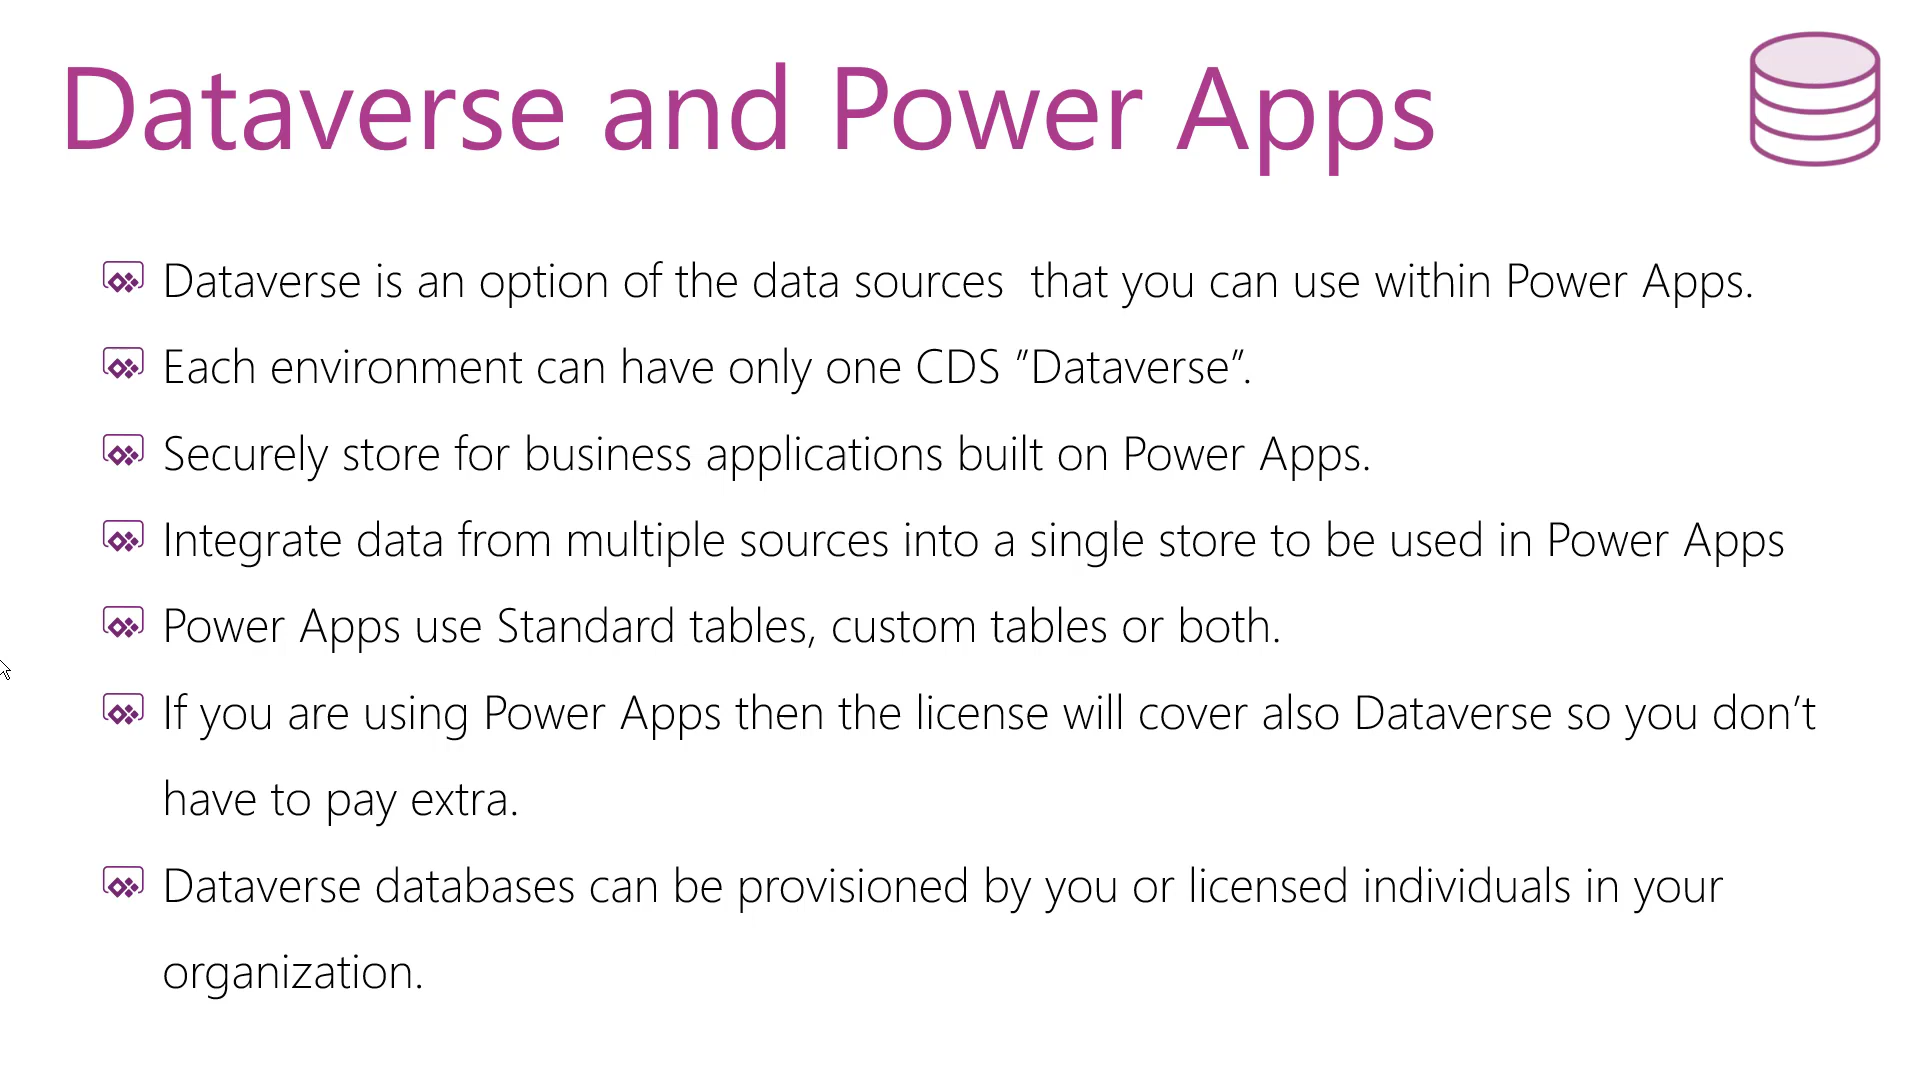 Dataverse and Power Apps
Dataverse is an option of the data sources  that you can use within Power Apps.
Each environment can have only one CDS ”Dataverse”.
Securely store for business applications built on Power Apps.
Integrate data from multiple sources into a single store to be used in Power Apps
Power Apps use Standard tables, custom tables or both.
If you are using Power Apps then the license will cover also Dataverse so you don’t
have to pay extra.
Dataverse databases can be provisioned by you or licensed individuals in your
organization.